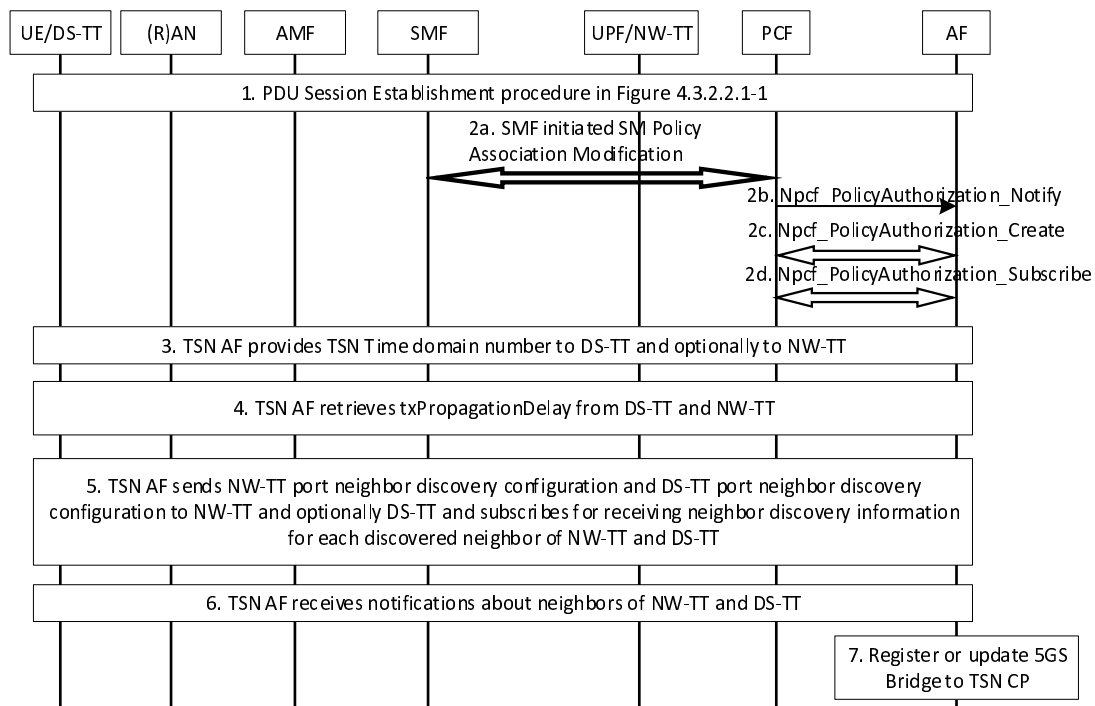 UE/DS-TT
(R)AN
AMF
SMF
UPF/NW-TT
PCF
AF
1. PDU Session Establishment procedure in Figure 4.3.2.2.1-1
2a. SMF initiated SM Policy
Association Modification
2b. Npcf_PolicyAuthorization_Notify
2c. Npcf_PolicyAuthorization_Create
2d. Npcf_PolicyAuthorization_Subscribe
3. TSN AF provides TSN Time domain number to DS-TT and optionally to NW-TT
4. TSN AF retrieves txPropagationDelay from DS-TT and NW-TT
5. TSN AF sends NW-TT port neighbor discovery configuration and DS-TT port neighbor discovery
configuration to NW-TT and optionally DS-TT and subscribes for receiving neighbor discovery information
for each discovered neighbor of NW-TT and DS-TT
6. TSN AF receives notifications about neighbors of NW-TT and DS-TT
7. Register or update 5GS
Bridge to TSN CP